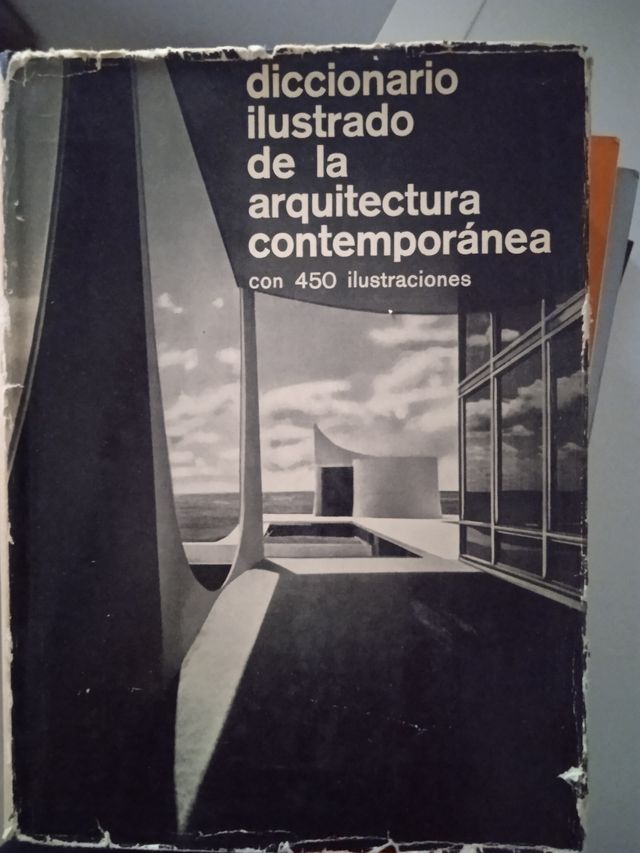 diccionario
ilustrado
de la
arquitectura
contemporánea
con 450 ilustraciones